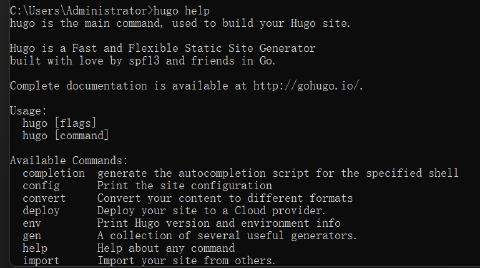 C:\Users\Administrator>hugo help
hugo is the main command, used to build your Hugo site.
Hugo is a Fast and Flexible Static Site Generator
built with love by spf13 and friends in Go.
Complete documentation is available at http://gohugo.io/.
Usage:
hugo [flags]
hugo [command]
Available Commands:
completion generate the autocompletion script for the specified shell
config Print the site configuration
convert Convert your content to different formats
deploy Deploy your site to a Cloud provider.
env Print Hugo version and environment info
gen A collection of several useful generators.
help Help about any command
import Import your site from others.